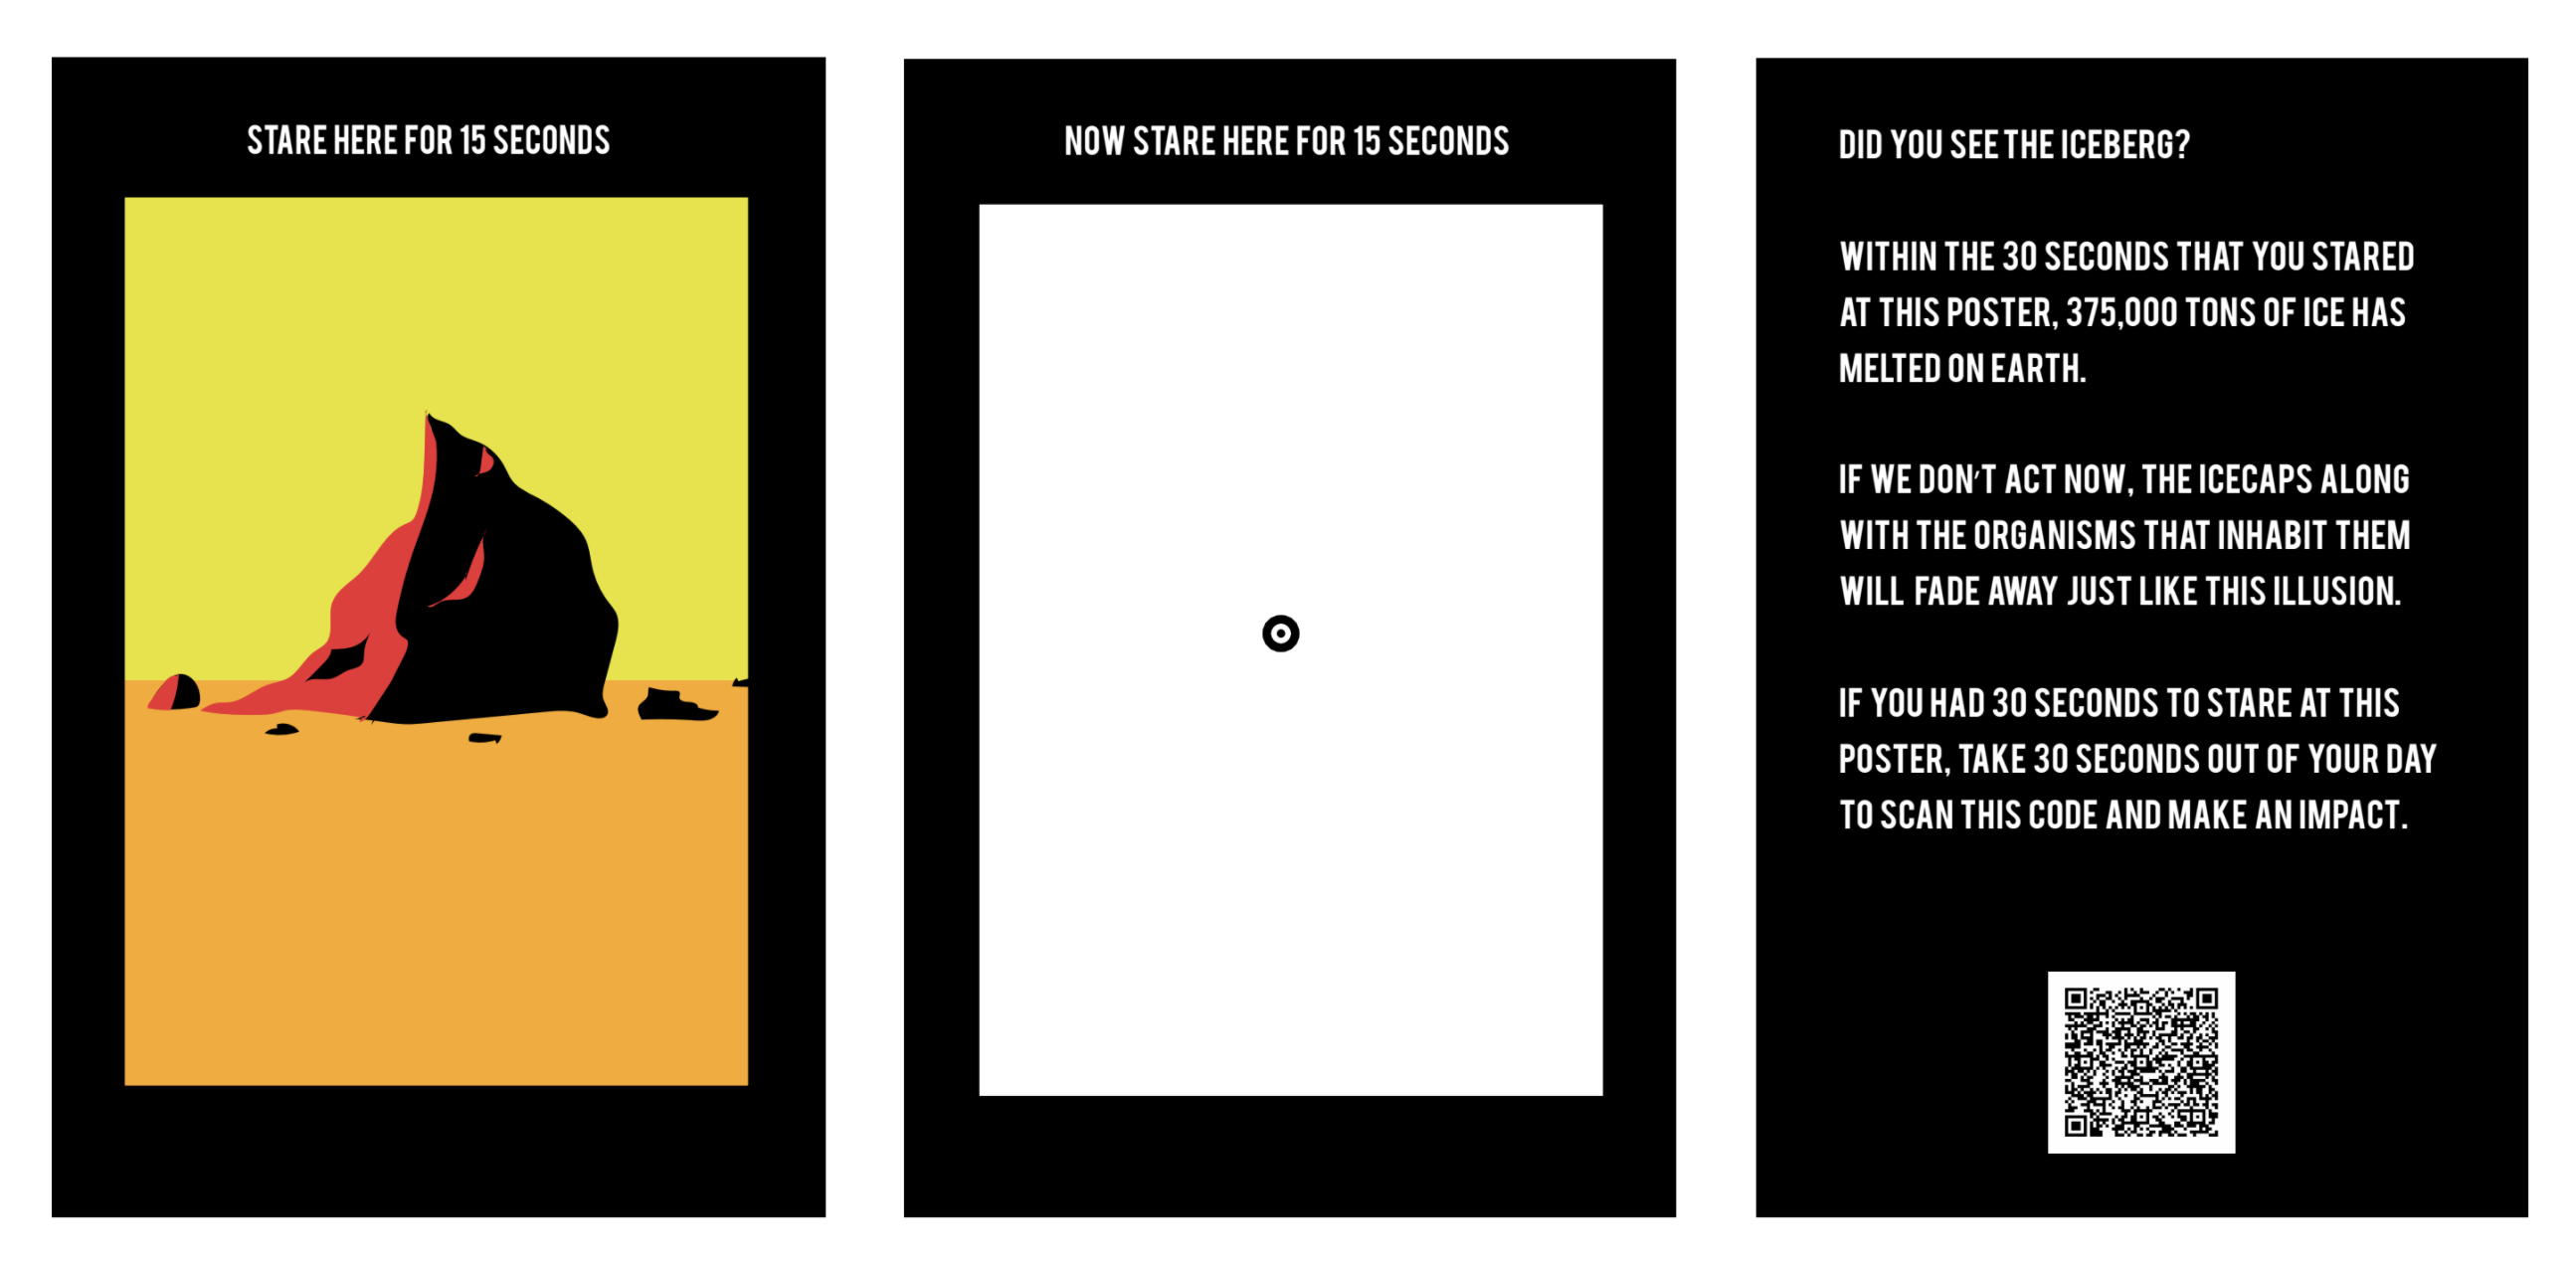 STARE HERE FOR 15 SECONDS
NOW STARE HERE FOR 15 SECONDS
DID YOU SEE THE ICEBERG?
WITHIN THE 30 SECONDS THAT YOU STARED
AT THIS POSTER, 375,000 TONS OF ICE HAS
MELTED ON EARTH.
IF WE DON'T ACT NOW, THE ICECAPS ALONG
WITH THE ORGANISMS THAT INHABIT THEM
WILL FADE AWAY JUST LIKE THIS ILLUSION.
IF YOU HAD 30 SECONDS TO STARE AT THIS
POSTER, TAKE 30 SECONDS OUT OF YOUR DAY
TO SCAN THIS CODE AND MAKE AN IMPACT.